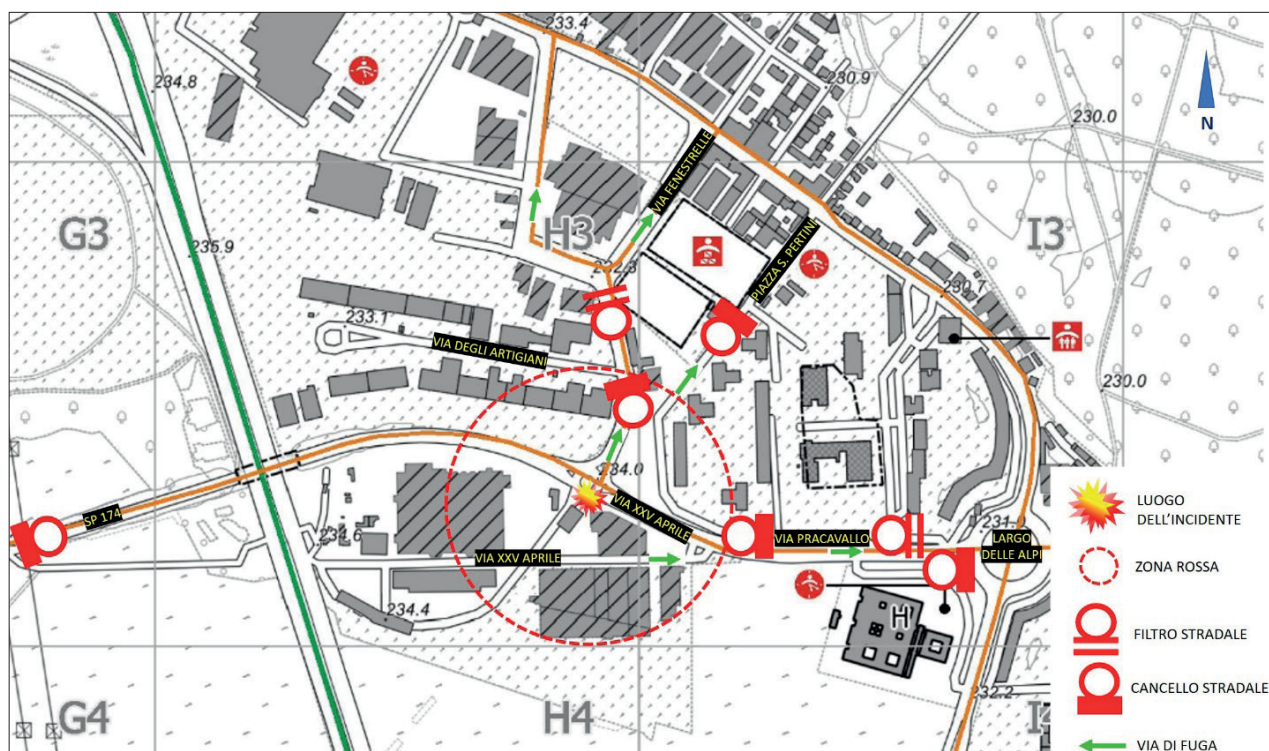 233.4
234.8
230.9
230.0
N
VIA FENESTRELLE
G3
235.9
H3
I3
PIAZZA S. PERTINI
230.7
233.1
VIA DEGLI ARTIGIANI
230.0
234.0
SP 174
VIA XXV APRILE
234.6
VIA XXV APRILE
VIA PRACAVALLO
LARGO
DELLE ALPI
234.4
H
232.2
G4
H4
LUOGO
DELL'INCIDENTE
ZONA ROSSA
FILTRO STRADALE
CANCELLO STRADALE
VIA DI FUGA